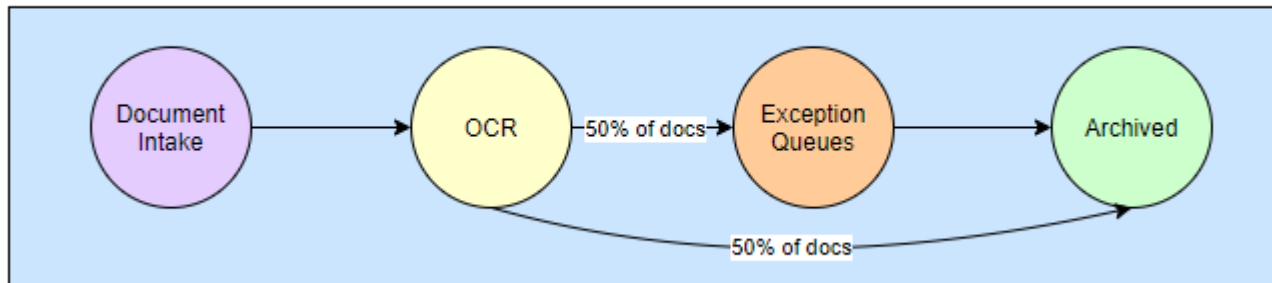 Document
Intake
OCR
50% of docs
Exception
Queues
Archived
50% of docs